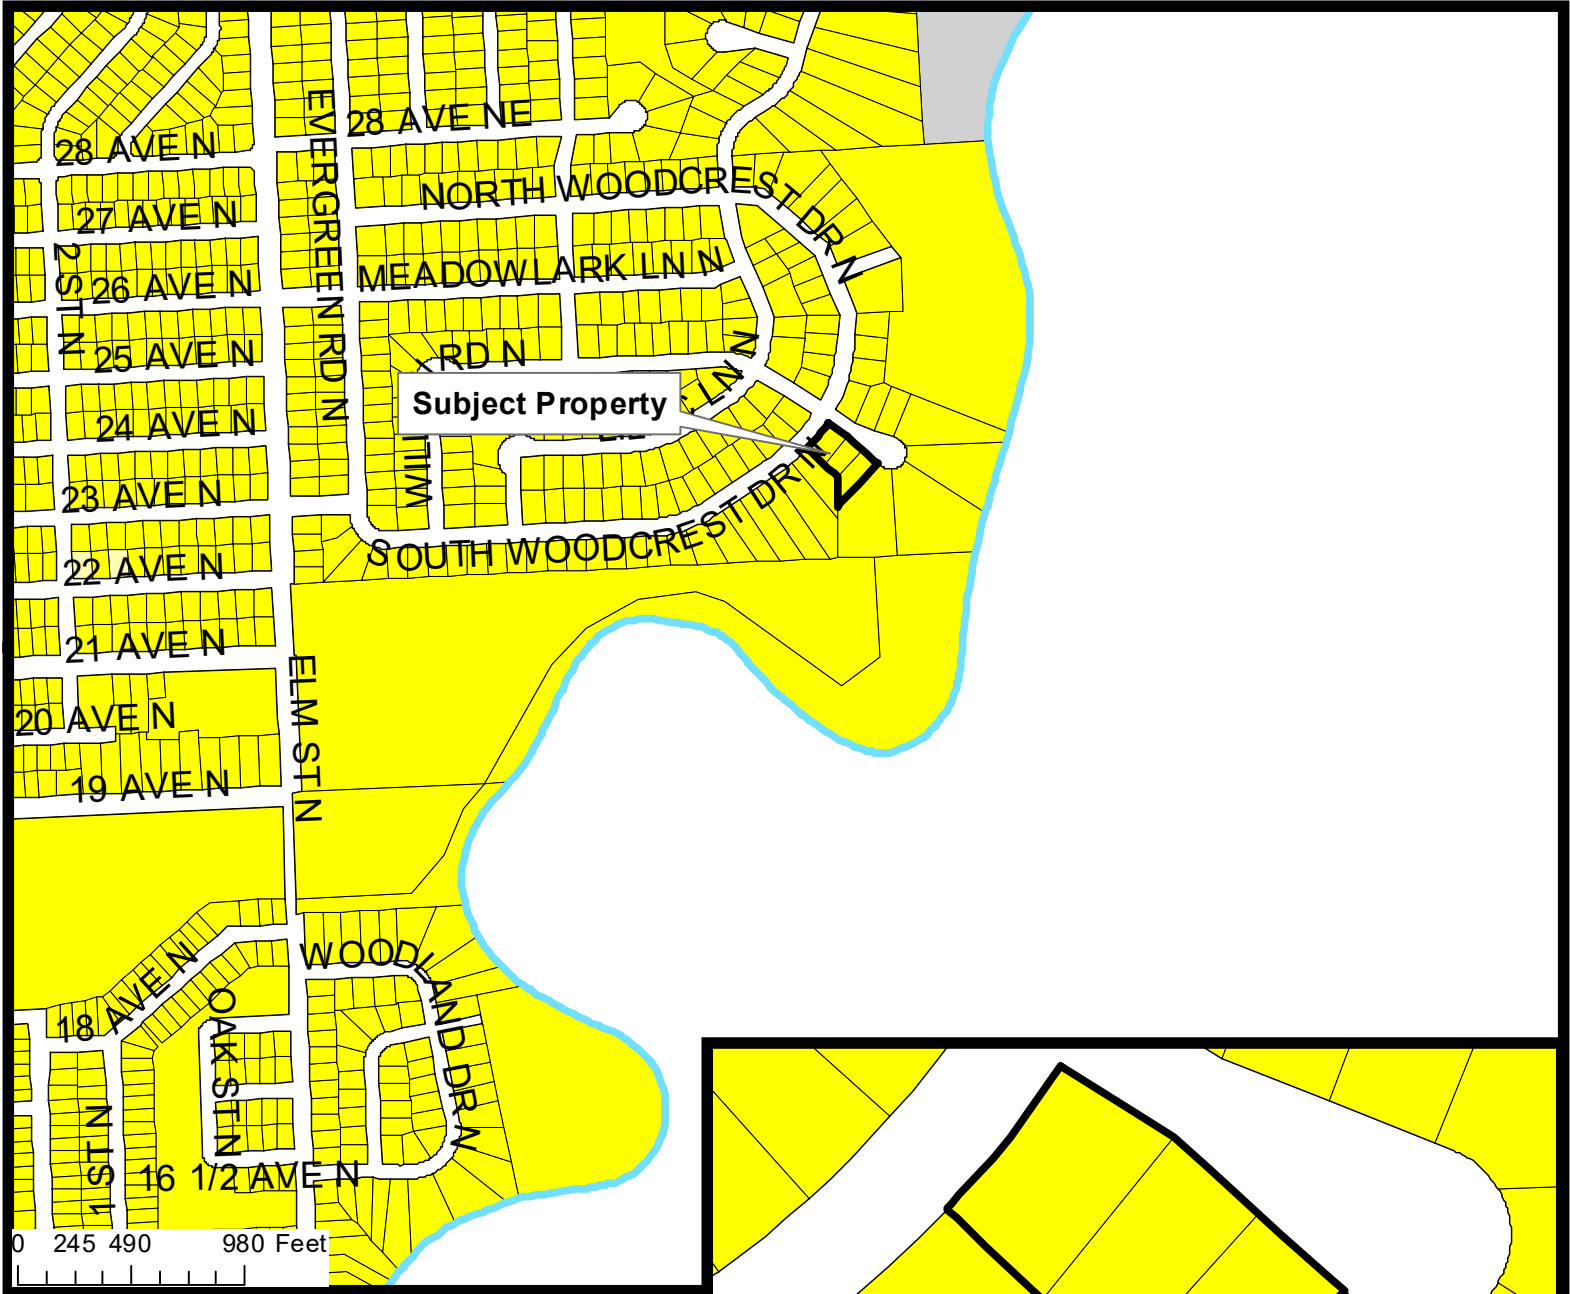 28 AVE NE
28 AVE N
EVERGREEN RD N
NORTH WOODCREST DR N
27 AVE N
2 ST N
26 AVE N
MEADOWLARK LN N
25 AVE N
RD N
Subject Property
LN N
24 AVE N
23 AVE N
SOUTH WOODCREST DR N
22 AVE N
21 AVE N
ELM ST N
20 AVE N
19 AVE N
WOODLAND DR N
18 AVE N
OAK ST N
1 ST N
16 1/2 AVE N
0 245 490 980 Feet